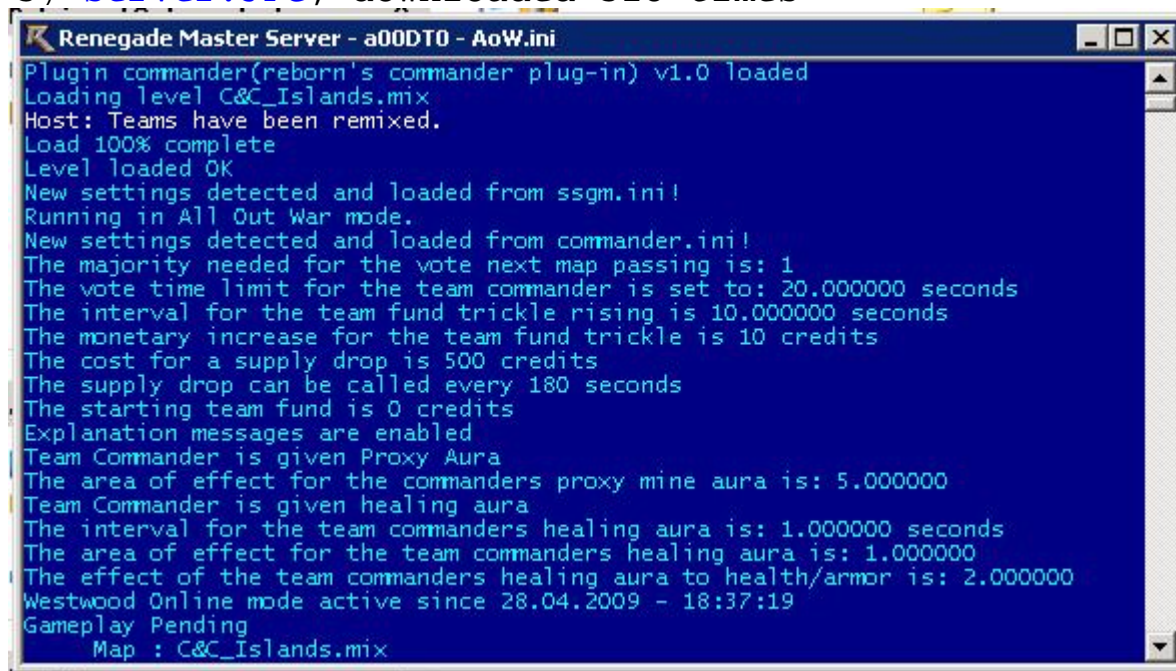 Renegade Master Server - a00DT0 - AoW.ini
Plugin commander(reborn's commander plug-in) v1.0 loaded
Loading level C&C_Islands.mix
Host: Teams have been remixed.
Load 100% complete
Level loaded OK
New settings detected and loaded from ssgm.ini!
Running in All Out War mode.
New settings detected and loaded from commander.ini!
The majority needed for the vote next map passing is: 1
The vote time limit for the team commander is set to: 20.000000 seconds
The interval for the team fund trickle rising is 10.000000 seconds
The monetary increase for the team fund trickle is 10 credits
The cost for a supply drop is 500 credits
The supply drop can be called every 180 seconds
The starting team fund is 0 credits
Explanation messages are enabled
Team Commander is given Proxy Aura
The area of effect for the commanders proxy mine aura is: 5.000000
Team Commander is given healing aura
The interval for the team commanders healing aura is: 1.000000 seconds
The area of effect for the team commanders healing aura is: 1.000000
The effect of the team commanders healing aura to health/armor is: 2.000000
Westwood Online mode active since 28.04.2009 - 18:37:19
Gameplay Pending
Map : C&C_Islands.mix